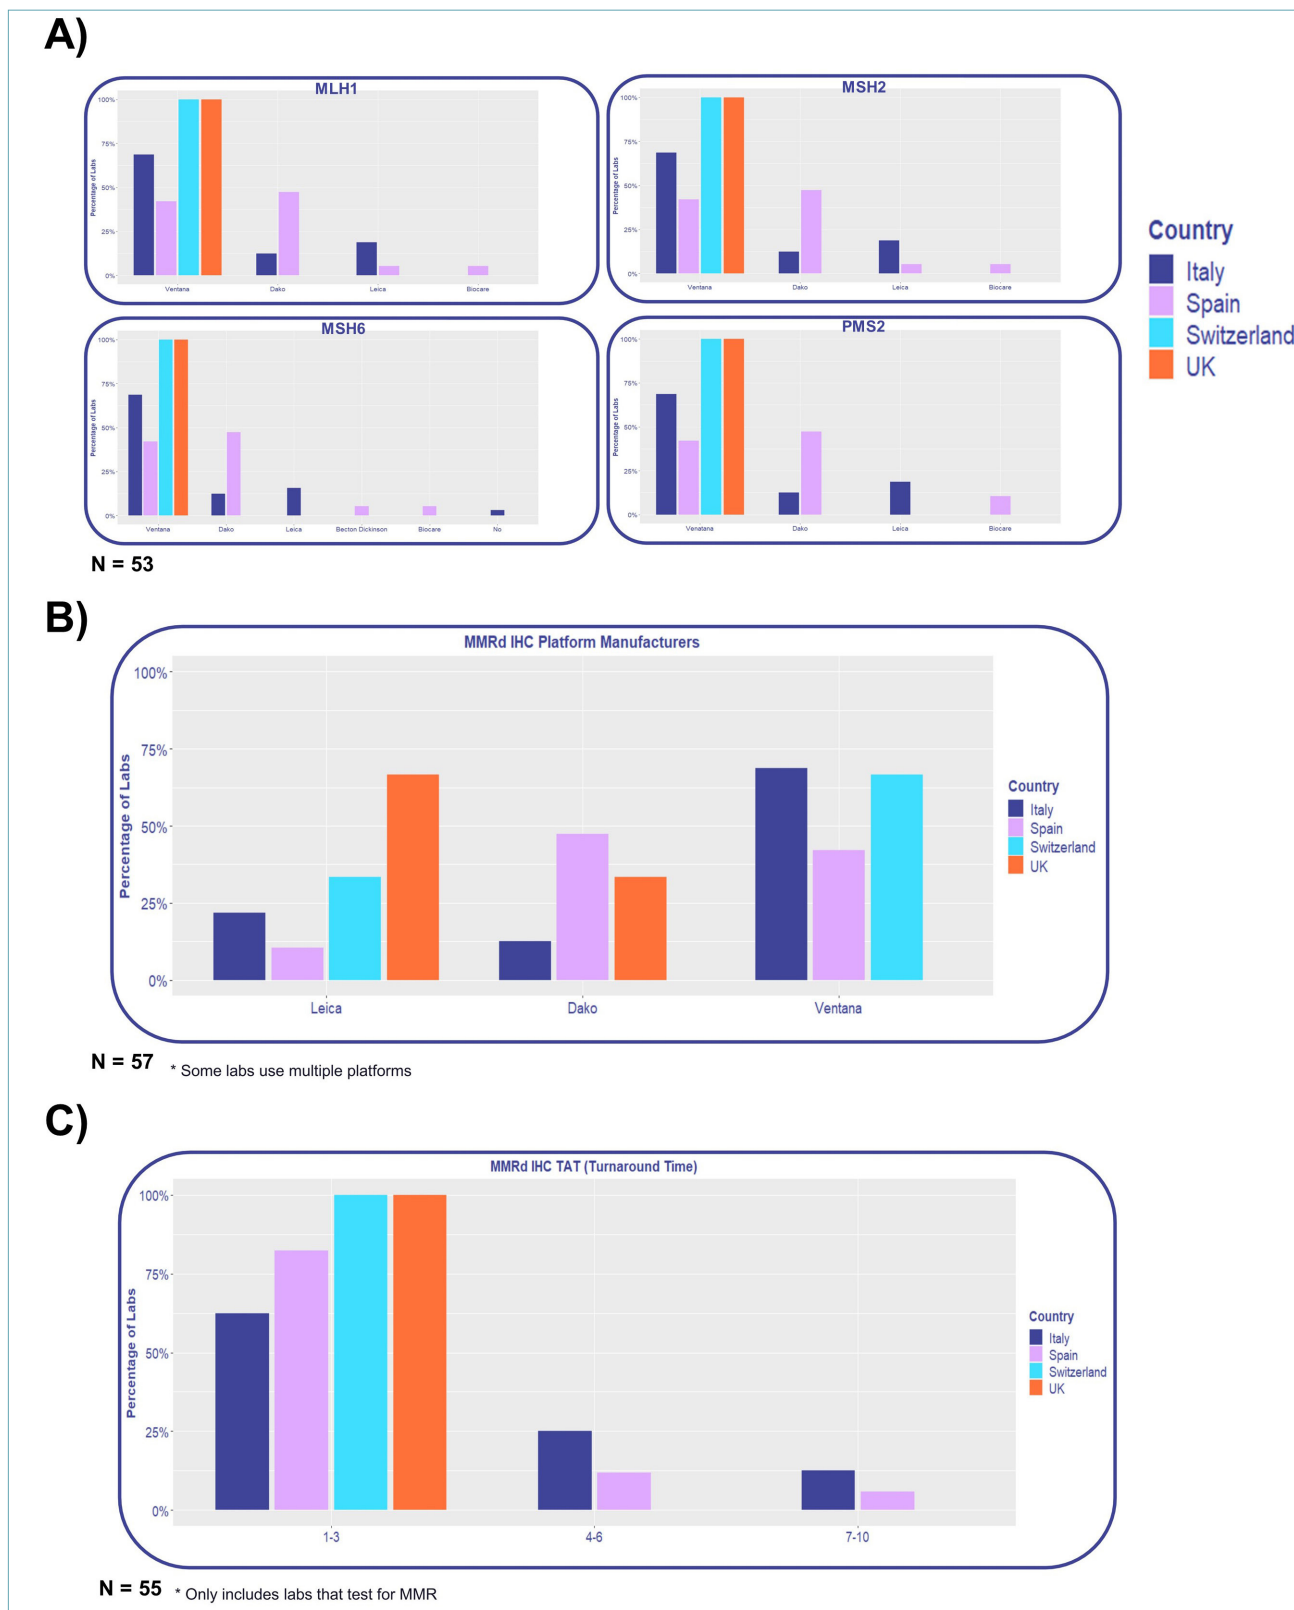 A)
MLH1
Percentage of Labs
100%
75%
50%
25%
0%
Ventana
Dako
Leica
Biocare
MSH2
Percentage of Labs
100%
75%
50%
25%
0%
Ventana
Dako
Leica
Biocare
Country
Italy
Spain
Switzerland
UK
MSH6
Percentage of Labs
100%
75%
50%
25%
0%
Ventana
Dako
Leica
Becton Dickinson
Biocare
No
PMS2
Percentage of Labs
100%
75%
50%
25%
0%
Venatana
Dako
Leica
Biocare
N = 53
B)
MMRd IHC Platform Manufacturers
Percentage of Labs
100%
75%
50%
25%
0%
Leica
Dako
Ventana
Country
Italy
Spain
Switzerland
UK
N = 57 * Some labs use multiple platforms
C)
MMRd IHC TAT (Turnaround Time)
Percentage of Labs
100%
75%
50%
25%
0%
1-3
4-6
7-10
Country
Italy
Spain
Switzerland
UK
N = 55 * Only includes labs that test for MMR